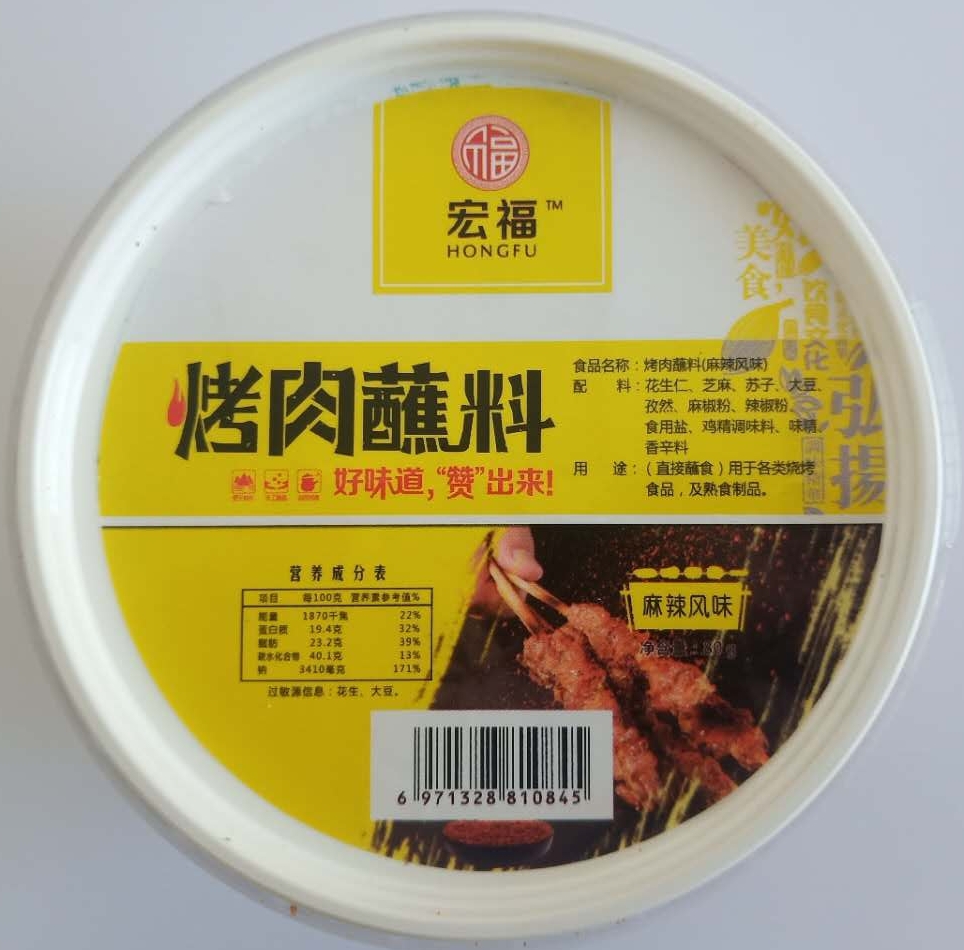 福
宏福™
HONGFU
美
食，
饮食文化
弘
揚
烤肉蘸料
好味道，“赞”出来！
食品名称：烤肉蘸料(麻辣风味)
配 料：花生仁、芝麻、苏子、大豆、
孜然、麻椒粉、辣椒粉、
食用盐、鸡精调味料、味精、
香辛料
用 途：（直接蘸食）用于各类烧烤
食品，及熟食制品。
营养成分表
项目 每100克 营养素参考值%
能量 1870千焦 22%
蛋白质 19.4克 32%
脂肪 23.2克 39%
碳水化合物 40.1克 13%
钠 3410毫克 171%
过敏源信息：花生、大豆。
麻辣风味
净含量:
6 971328 810845